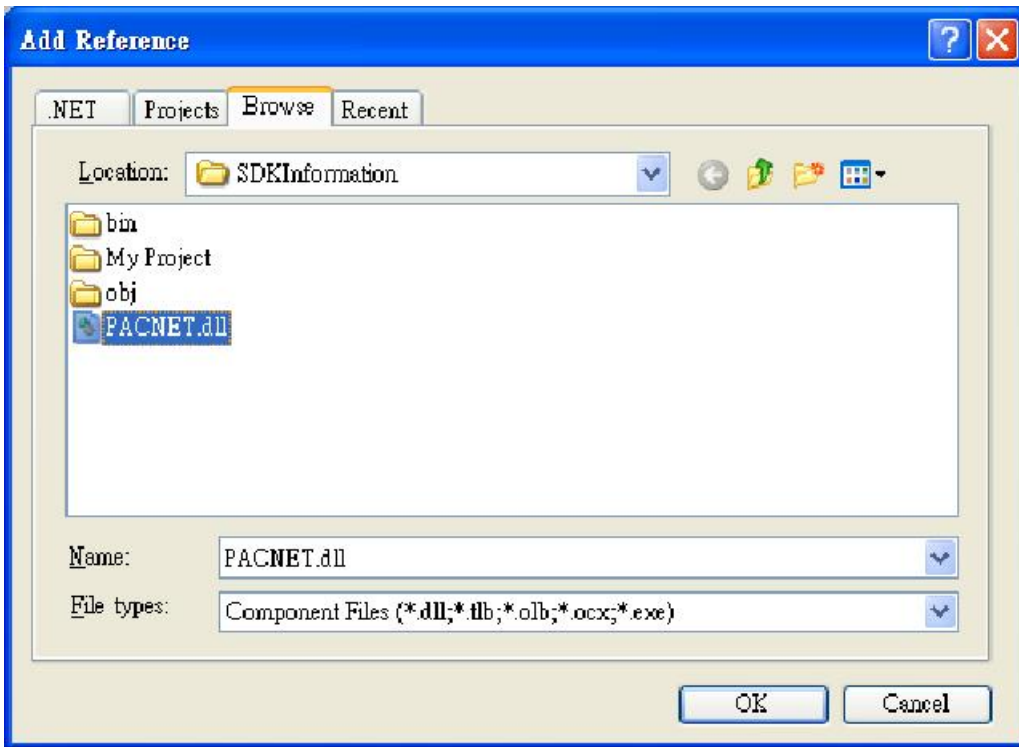 Add Reference
.NET Projects Browse Recent
Location: SDKInformation
bin
My Project
obj
PACNET.dll
Name: PACNET.dll
File types: Component Files (*.dll;*.tlb;*.olb;*.ocx;*.exe)
OK Cancel